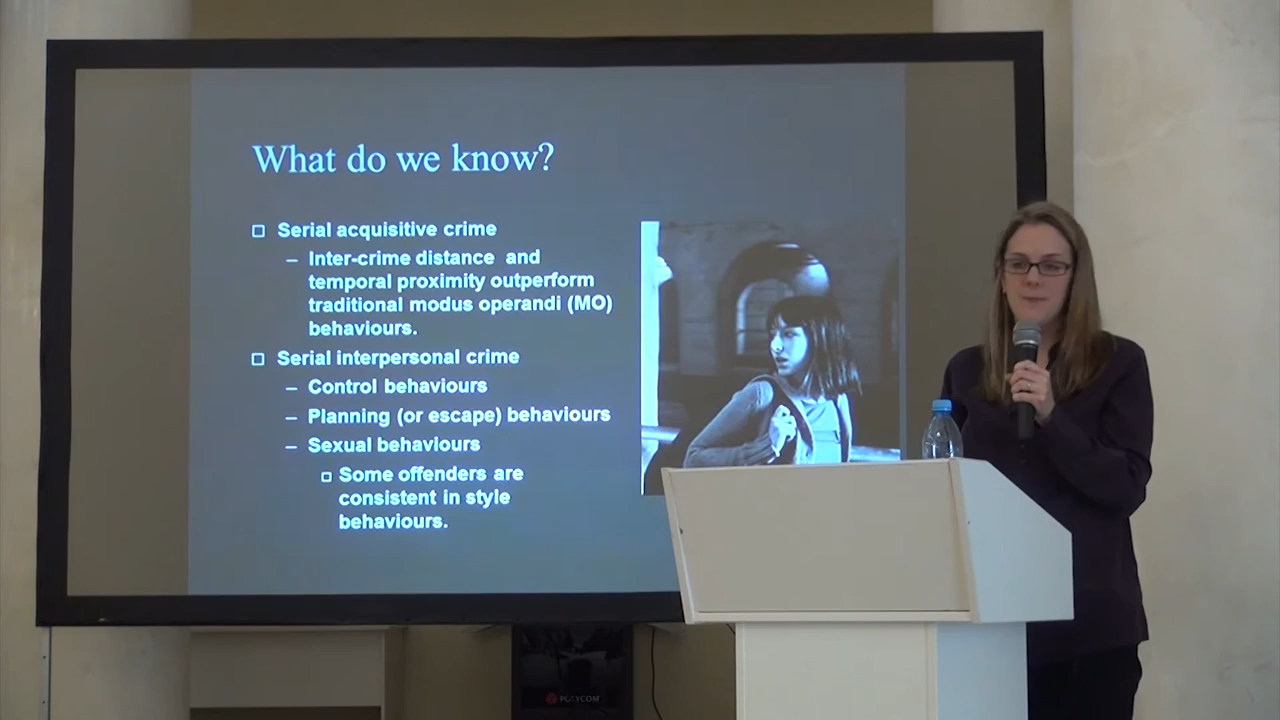 What do we know?
Serial acquisitive crime
– Inter-crime distance and
temporal proximity outperform
traditional modus operandi (MO)
behaviours.
Serial interpersonal crime
– Control behaviours
– Planning (or escape) behaviours
– Sexual behaviours
Some offenders are
consistent in style
behaviours.
POLYCOM